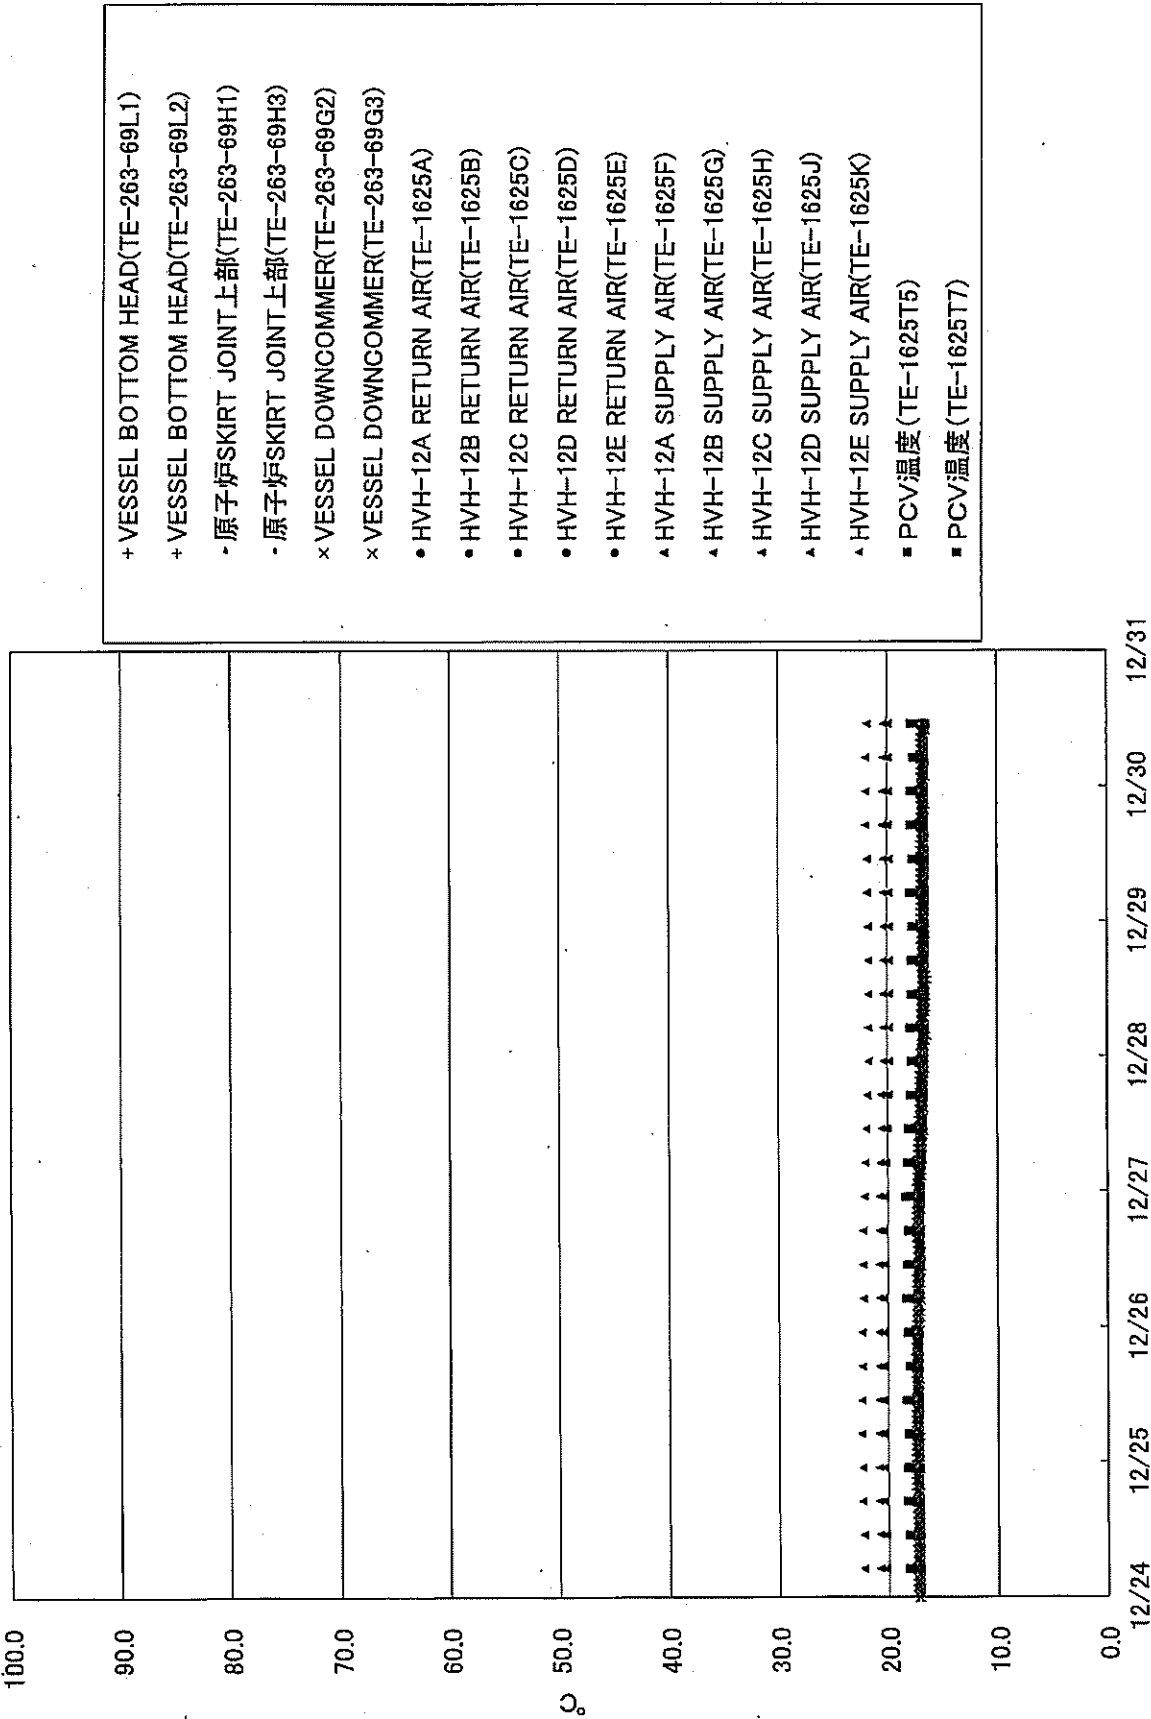 100.0
90.0
80.0
70.0
60.0
50.0
40.0
30.0
20.0
10.0
0.0
℃
12/24
12/25
12/26
12/27
12/28
12/29
12/30
12/31
+ VESSEL BOTTOM HEAD(TE-263-69L1)
+ VESSEL BOTTOM HEAD(TE-263-69L2)
- 原子炉SKIRT JOINT上部(TE-263-69H1)
- 原子炉SKIRT JOINT上部(TE-263-69H3)
× VESSEL DOWNCOMMER(TE-263-69G2)
× VESSEL DOWNCOMMER(TE-263-69G3)
● HVH-12A RETURN AIR(TE-1625A)
● HVH-12B RETURN AIR(TE-1625B)
● HVH-12C RETURN AIR(TE-1625C)
● HVH-12D RETURN AIR(TE-1625D)
● HVH-12E RETURN AIR(TE-1625E)
▲ HVH-12A SUPPLY AIR(TE-1625F)
▲ HVH-12B SUPPLY AIR(TE-1625G)
▲ HVH-12C SUPPLY AIR(TE-1625H)
▲ HVH-12D SUPPLY AIR(TE-1625J)
▲ HVH-12E SUPPLY AIR(TE-1625K)
■ PCV温度(TE-1625T5)
■ PCV温度(TE-1625T7)